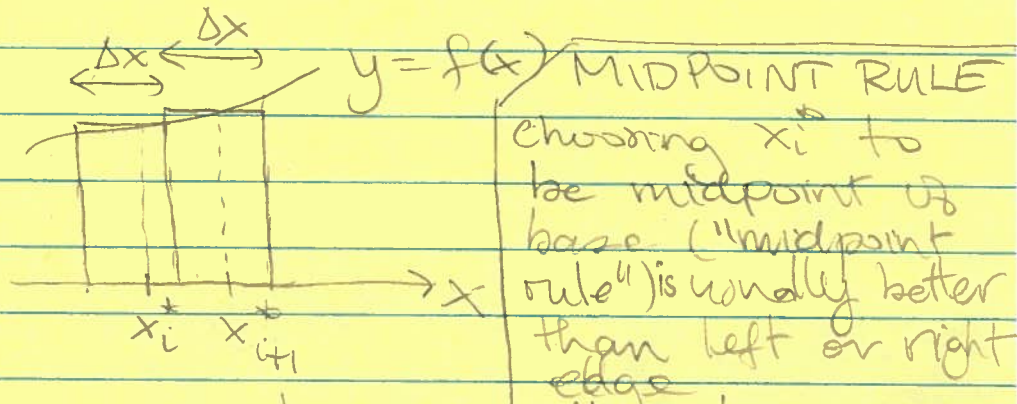 Δx Δx
y = f(x)
x
xᵢ* x*ᵢ₊₁
MIDPOINT RULE
choosing xᵢ* to
be midpoint of
base ("midpoint
rule") is usually better
than left or right
edge